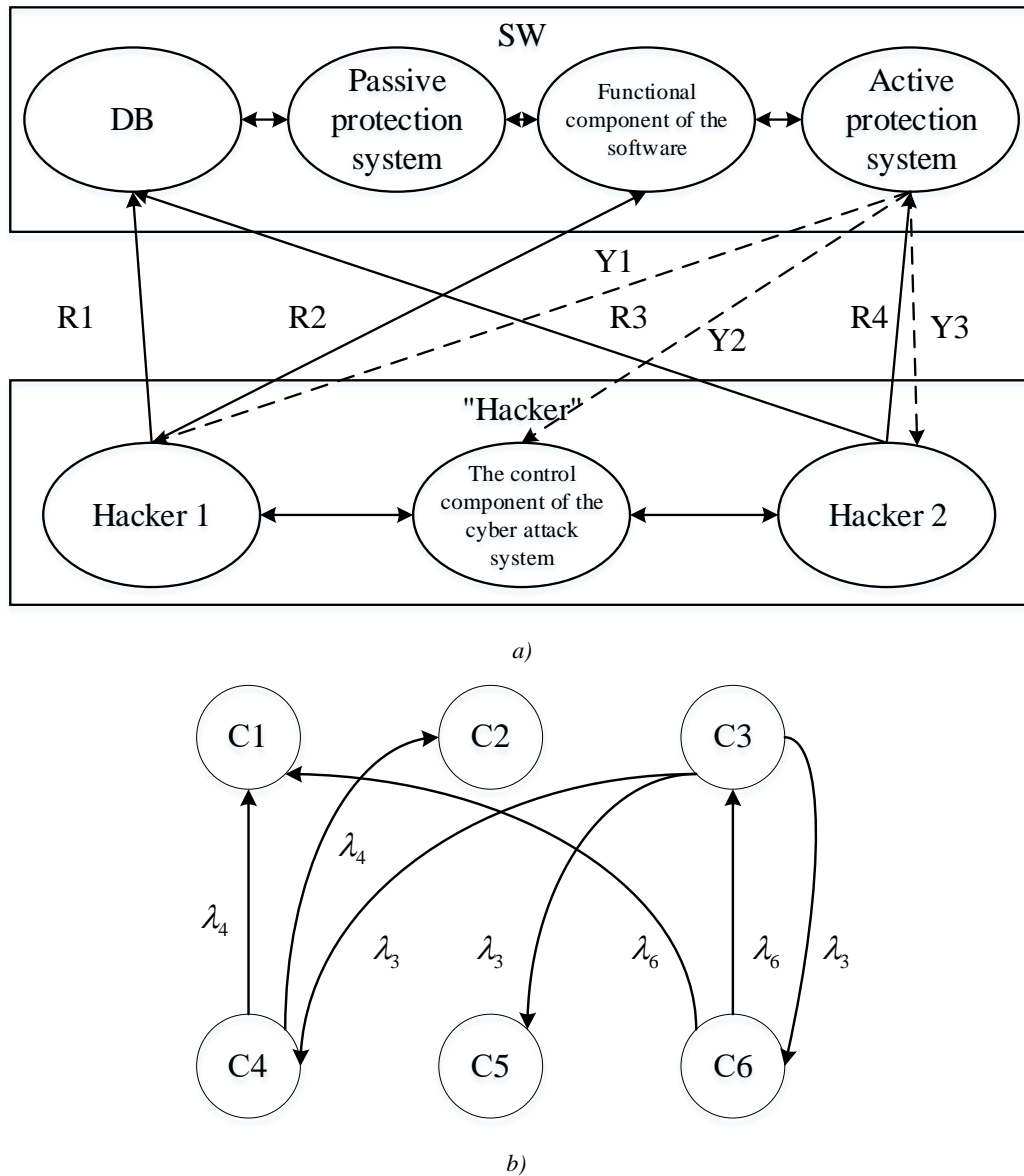 SW
DB
Passive
protection
system
Functional
component of the
software
Active
protection
system
R1
R2
Y1
R3
Y2
R4
Y3
"Hacker"
Hacker 1
The control
component of the
cyber attack
system
Hacker 2
a)
C1
C2
C3
λ4
λ4
λ3
λ3
λ6
λ6
λ3
C4
C5
C6
b)